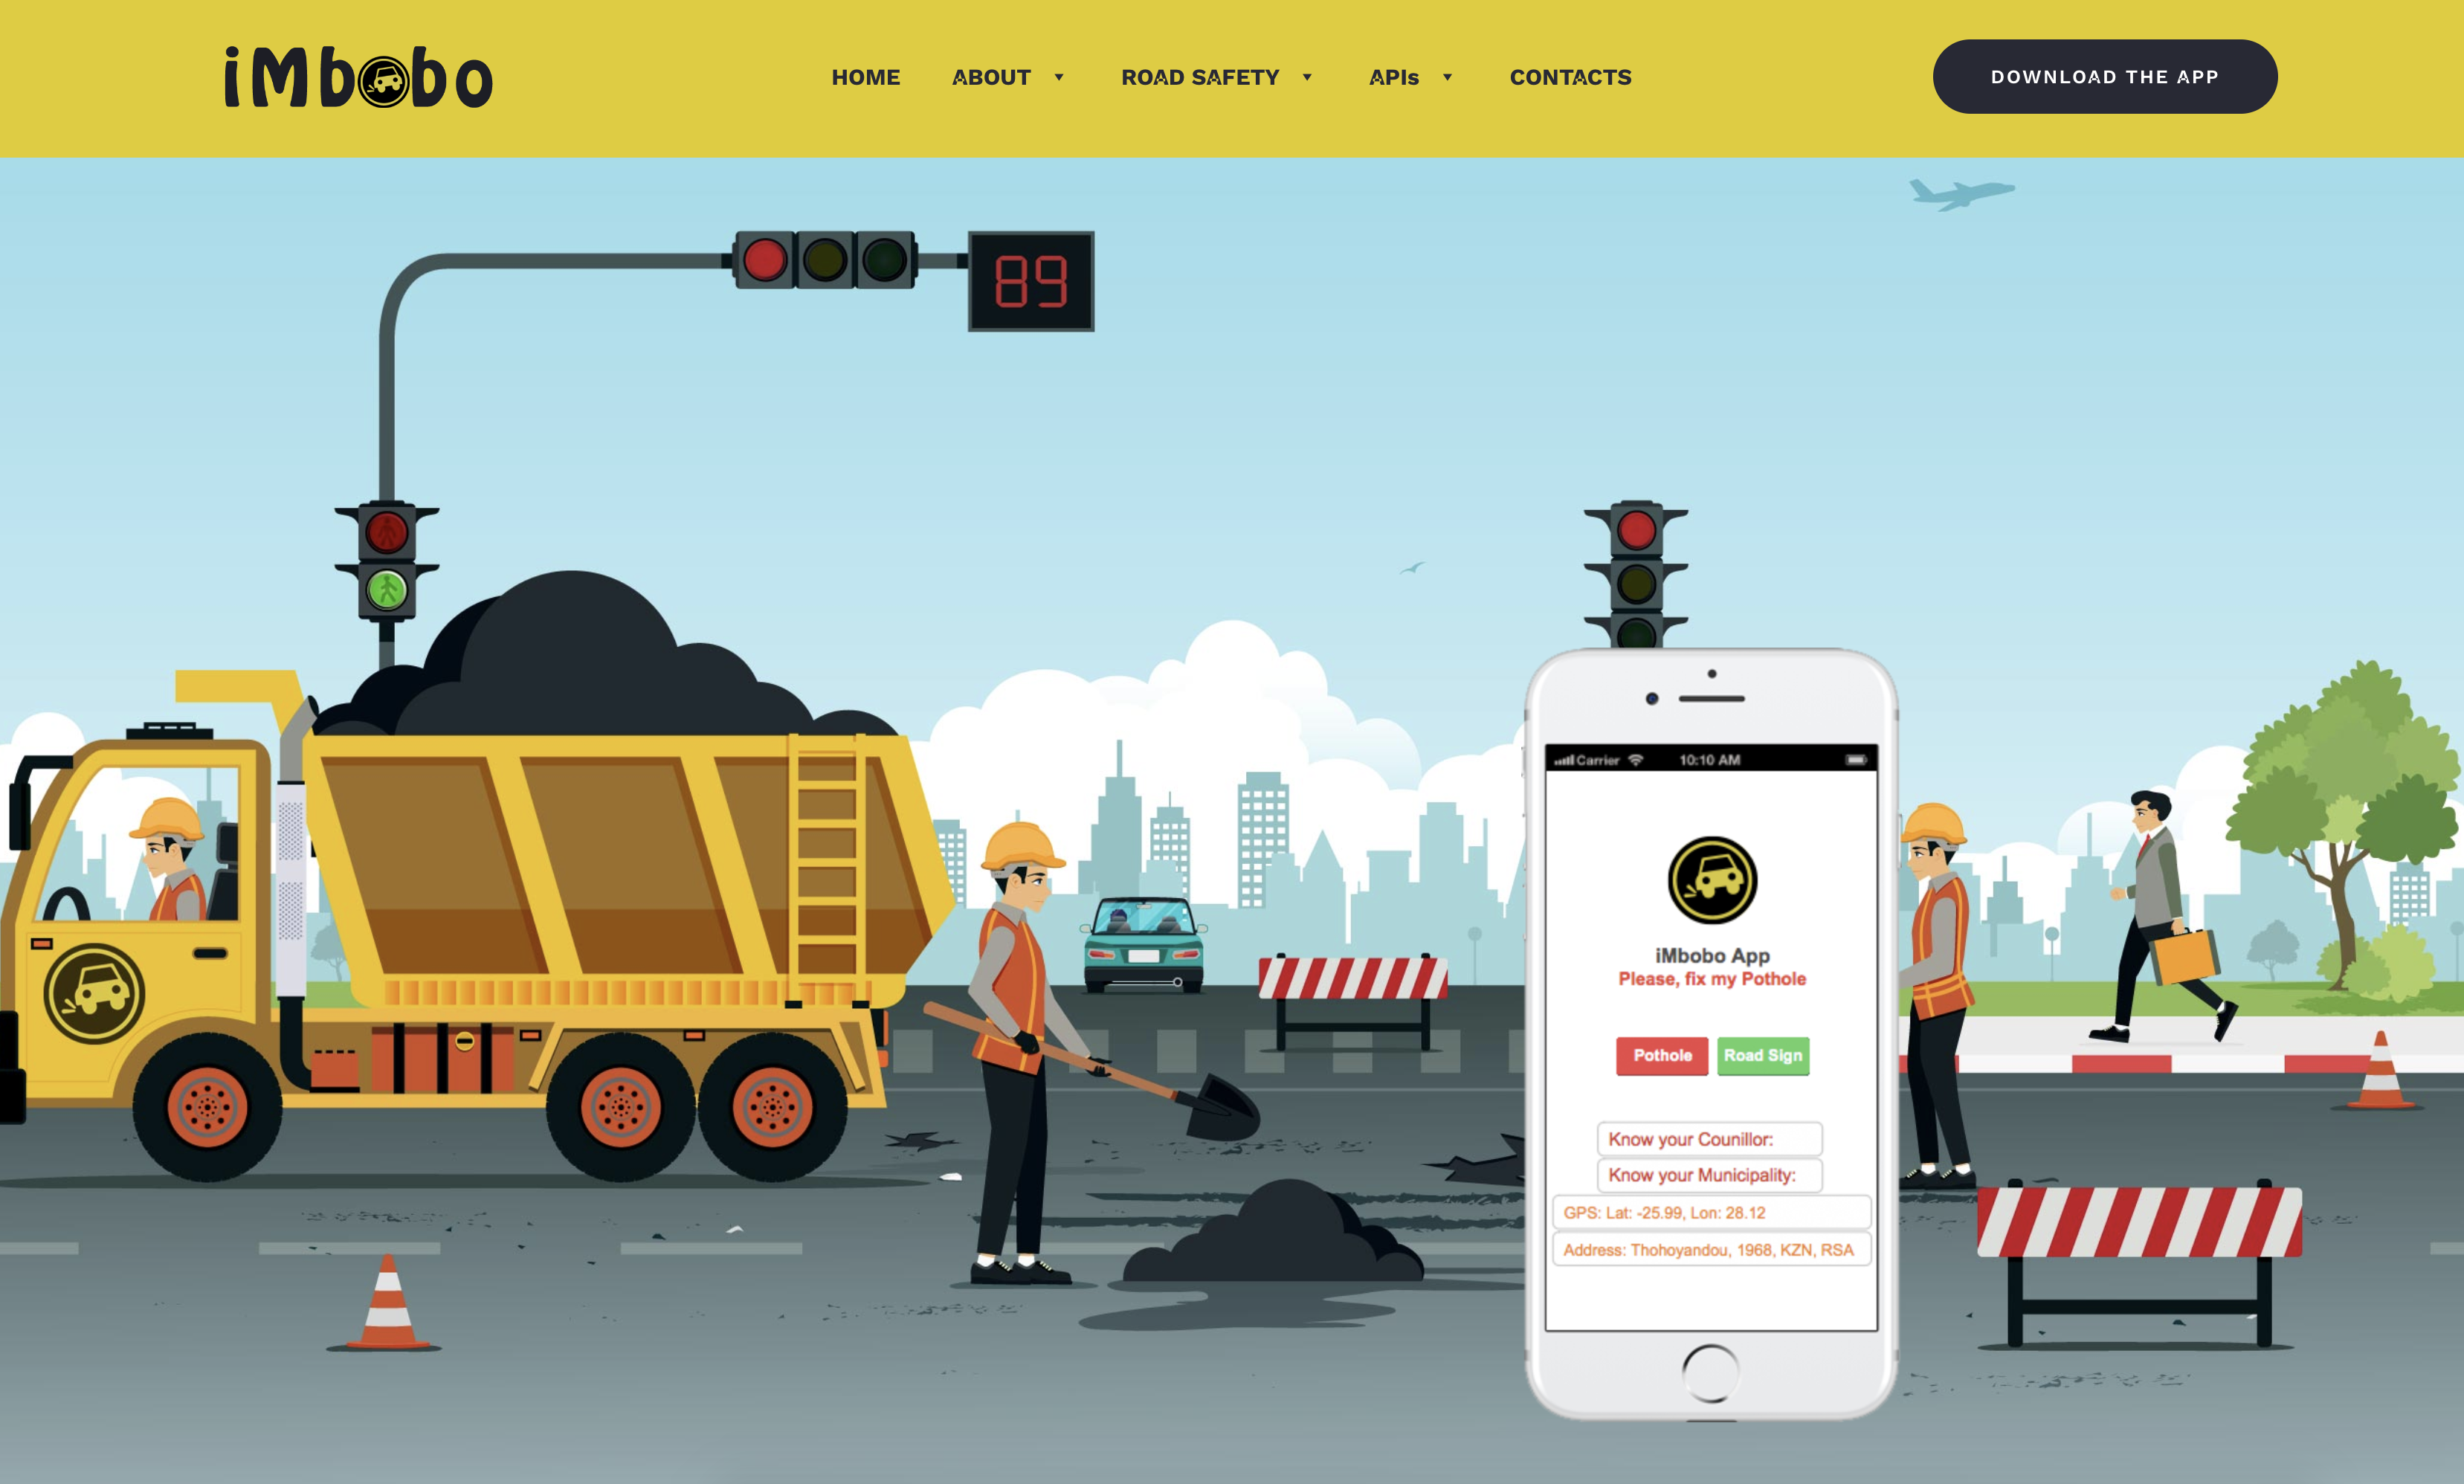 iMbobo
HOME ABOUT ROAD SAFETY APIs CONTACTS
DOWNLOAD THE APP
89
Carrier 10:10 AM
iMbobo App
Please, fix my Pothole
Pothole Road Sign
Know your Counillor:
Know your Municipality:
GPS: Lat: -25.99, Lon: 28.12
Address: Thohoyandou, 1968, KZN, RSA